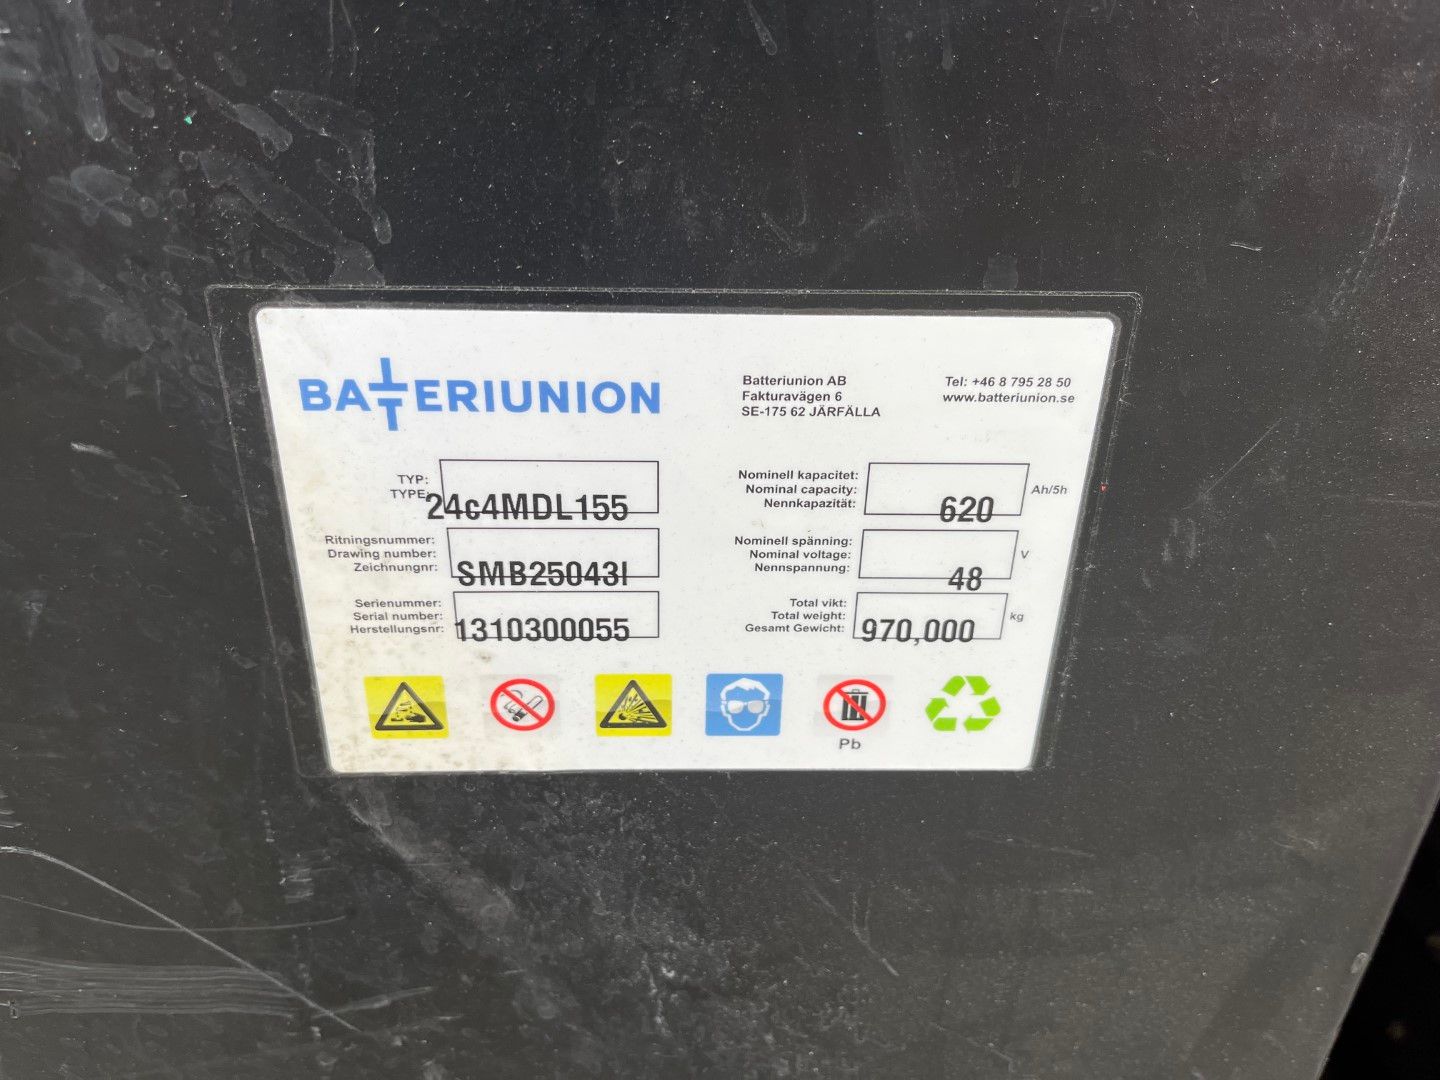 BATTERIUNION
Batteriunion AB
Fakturavägen 6
SE-175 62 JÄRFÄLLA
Tel: +46 8 795 28 50
www.batteriunion.se
TYP:
TYPE:
24c4MDL155
Ritningsnummer:
Drawing number:
Zeichnungnr:
SMB25043I
Serienummer:
Serial number:
Herstellungsnr:
1310300055
Nominell kapacitet:
Nominal capacity:
Nennkapazität:
620
Ah/5h
Nominell spänning:
Nominal voltage:
Nennspannung:
48
V
Total vikt:
Total weight:
Gesamt Gewicht:
970,000
kg
Pb